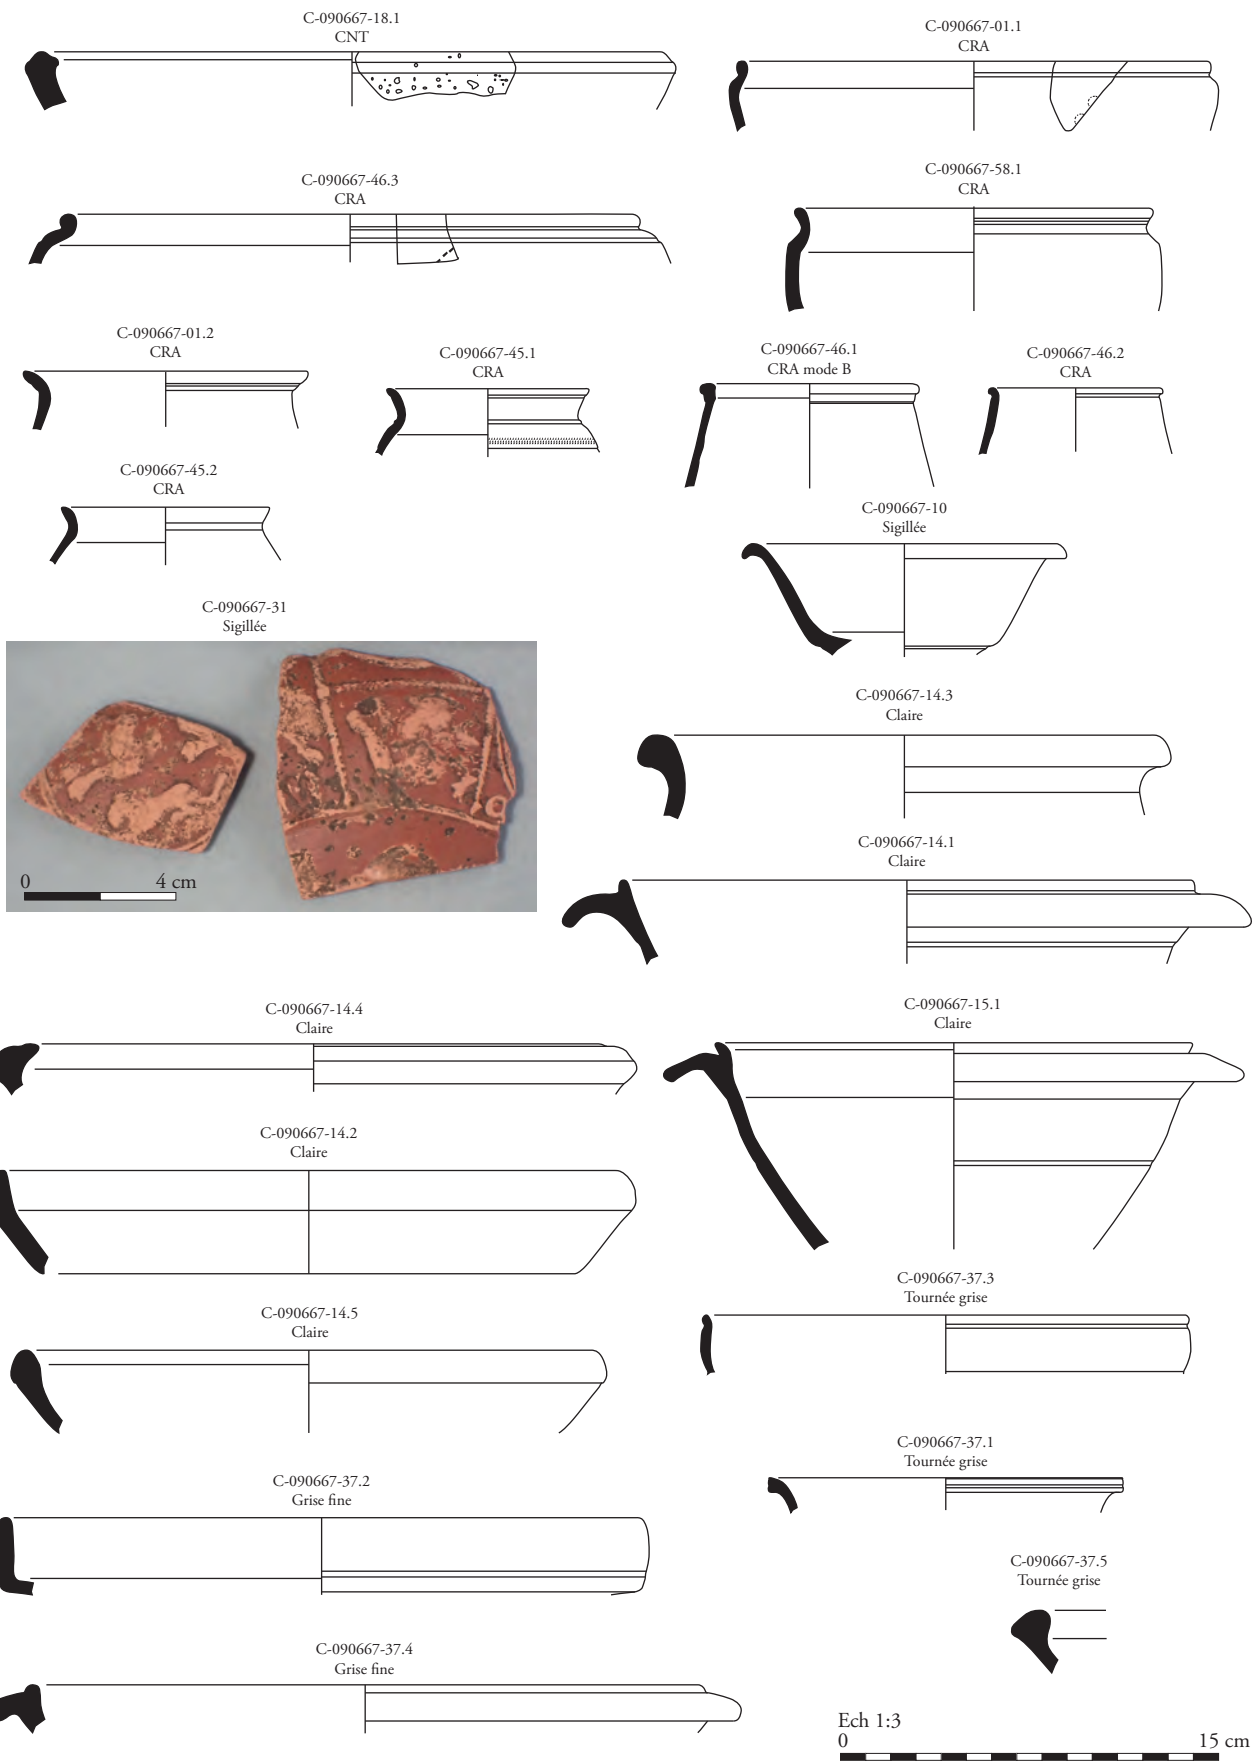 C-090667-18.1
CNT
C-090667-01.1
CRA
C-090667-46.3
CRA
C-090667-58.1
CRA
C-090667-01.2
CRA
C-090667-45.1
CRA
C-090667-46.1
CRA mode B
C-090667-46.2
CRA
C-090667-45.2
CRA
C-090667-10
Sigillée
C-090667-31
Sigillée
0 4 cm
C-090667-14.3
Claire
C-090667-14.1
Claire
C-090667-14.4
Claire
C-090667-15.1
Claire
C-090667-14.2
Claire
C-090667-37.3
Tournée grise
C-090667-14.5
Claire
C-090667-37.1
Tournée grise
C-090667-37.2
Grise fine
C-090667-37.5
Tournée grise
C-090667-37.4
Grise fine
Ech 1:3
0 15 cm